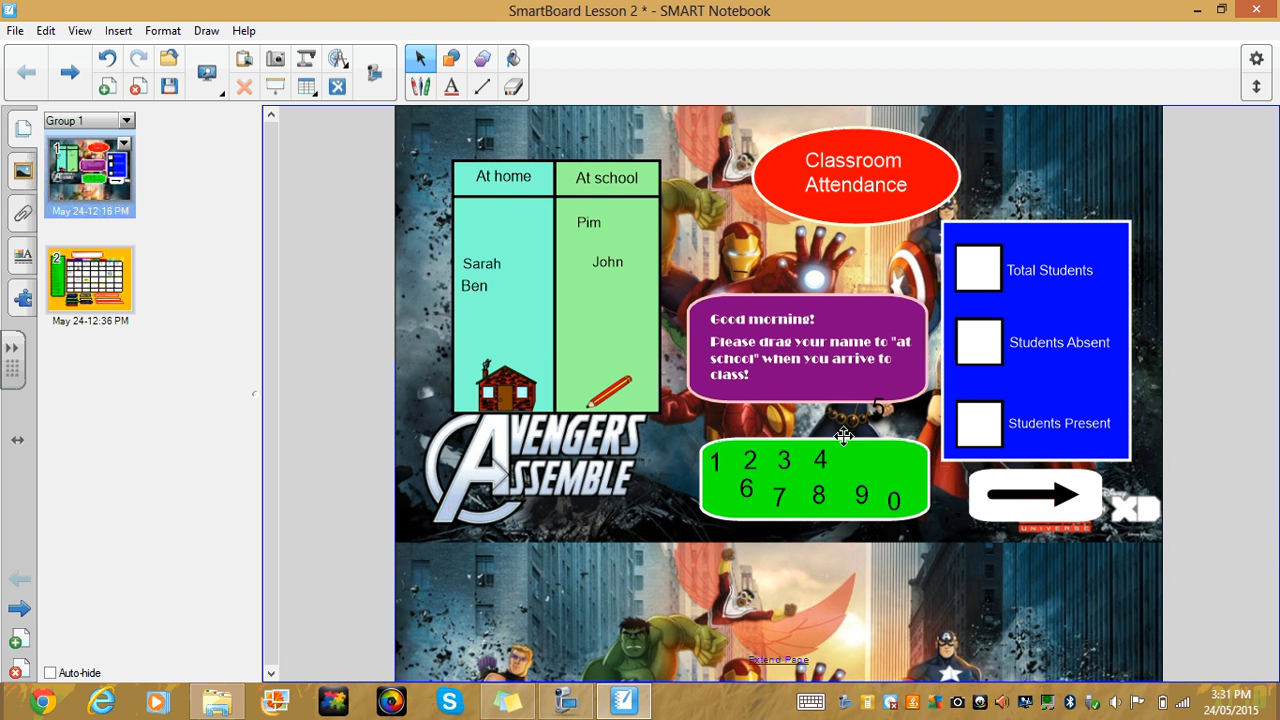 SmartBoard Lesson 2 * - SMART Notebook
File Edit View Insert Format Draw Help
Group 1
1
May 24-12:16 PM
2
May 24-12:36 PM
Auto-hide
At home At school
Pim
Sarah John
Ben
AVENGERS
ASSEMBLE
Classroom
Attendance
Good morning!
Please drag your name to "at
school" when you arrive to
class!
5
1 2 3 4
6 7 8 9 0
Total Students
Students Absent
Students Present
XD
UNIVERSE
Extend Page
3:31 PM
24/05/2015